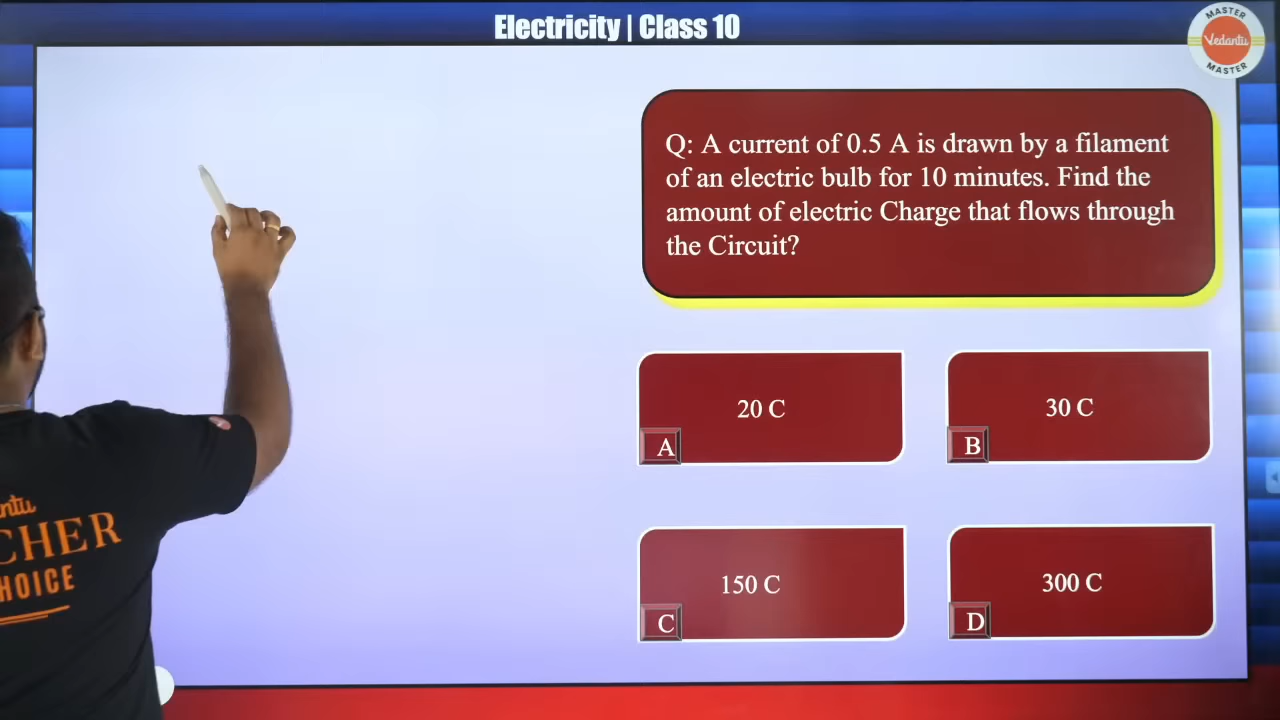 Electricity | Class 10
MASTER
Vedantu
MASTER
Q: A current of 0.5 A is drawn by a filament
of an electric bulb for 10 minutes. Find the
amount of electric Charge that flows through
the Circuit?
20 C
A
30 C
B
150 C
C
300 C
D
ntu
CHER
HOICE